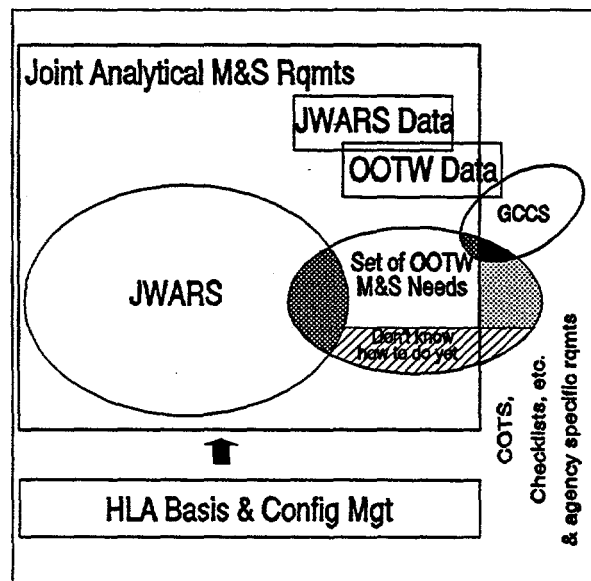 Joint Analytical M&S Rqmts
JWARS Data
OOTW Data
GCCS
JWARS
Set of OOTW
M&S Needs
Don't know
how to do yet
COTS,
Checklists, etc.
& agency specific rqmts
HLA Basis & Config Mgt